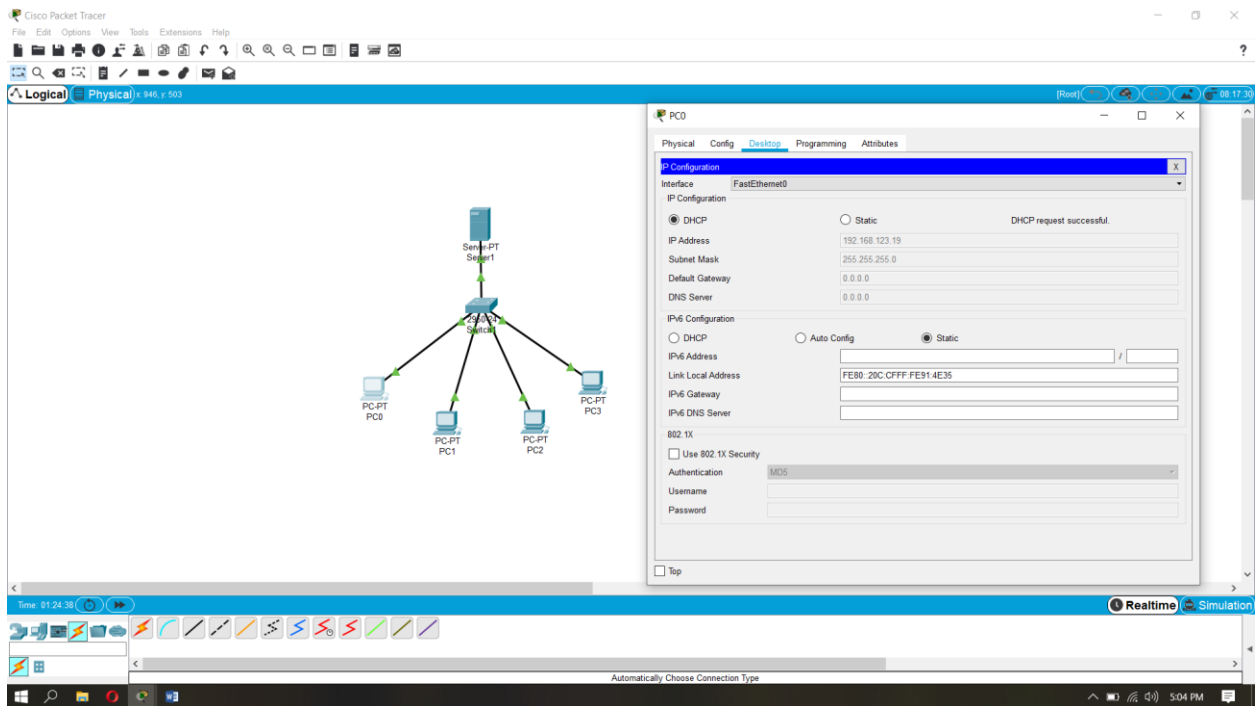 Cisco Packet Tracer
File Edit Options View Tools Extensions Help
?
Logical Physical x: 946, y: 503 [Root] 08:17:30
PC0
Physical Config Desktop Programming Attributes
IP Configuration X
Interface FastEthernet0
IP Configuration
DHCP Static DHCP request successful.
IP Address 192.168.123.19
Subnet Mask 255.255.255.0
Default Gateway 0.0.0.0
DNS Server 0.0.0.0
IPv6 Configuration
DHCP Auto Config Static
IPv6 Address /
Link Local Address FE80::20C:CFFF:FE91:4E35
IPv6 Gateway
IPv6 DNS Server
802.1X
Use 802.1X Security
Authentication MD5
Username
Password
Top
Server-PT
Server1
2950-24
Switch1
PC-PT
PC0
PC-PT
PC1
PC-PT
PC2
PC-PT
PC3
Time: 01:24:38 Realtime Simulation
Automatically Choose Connection Type
5:04 PM